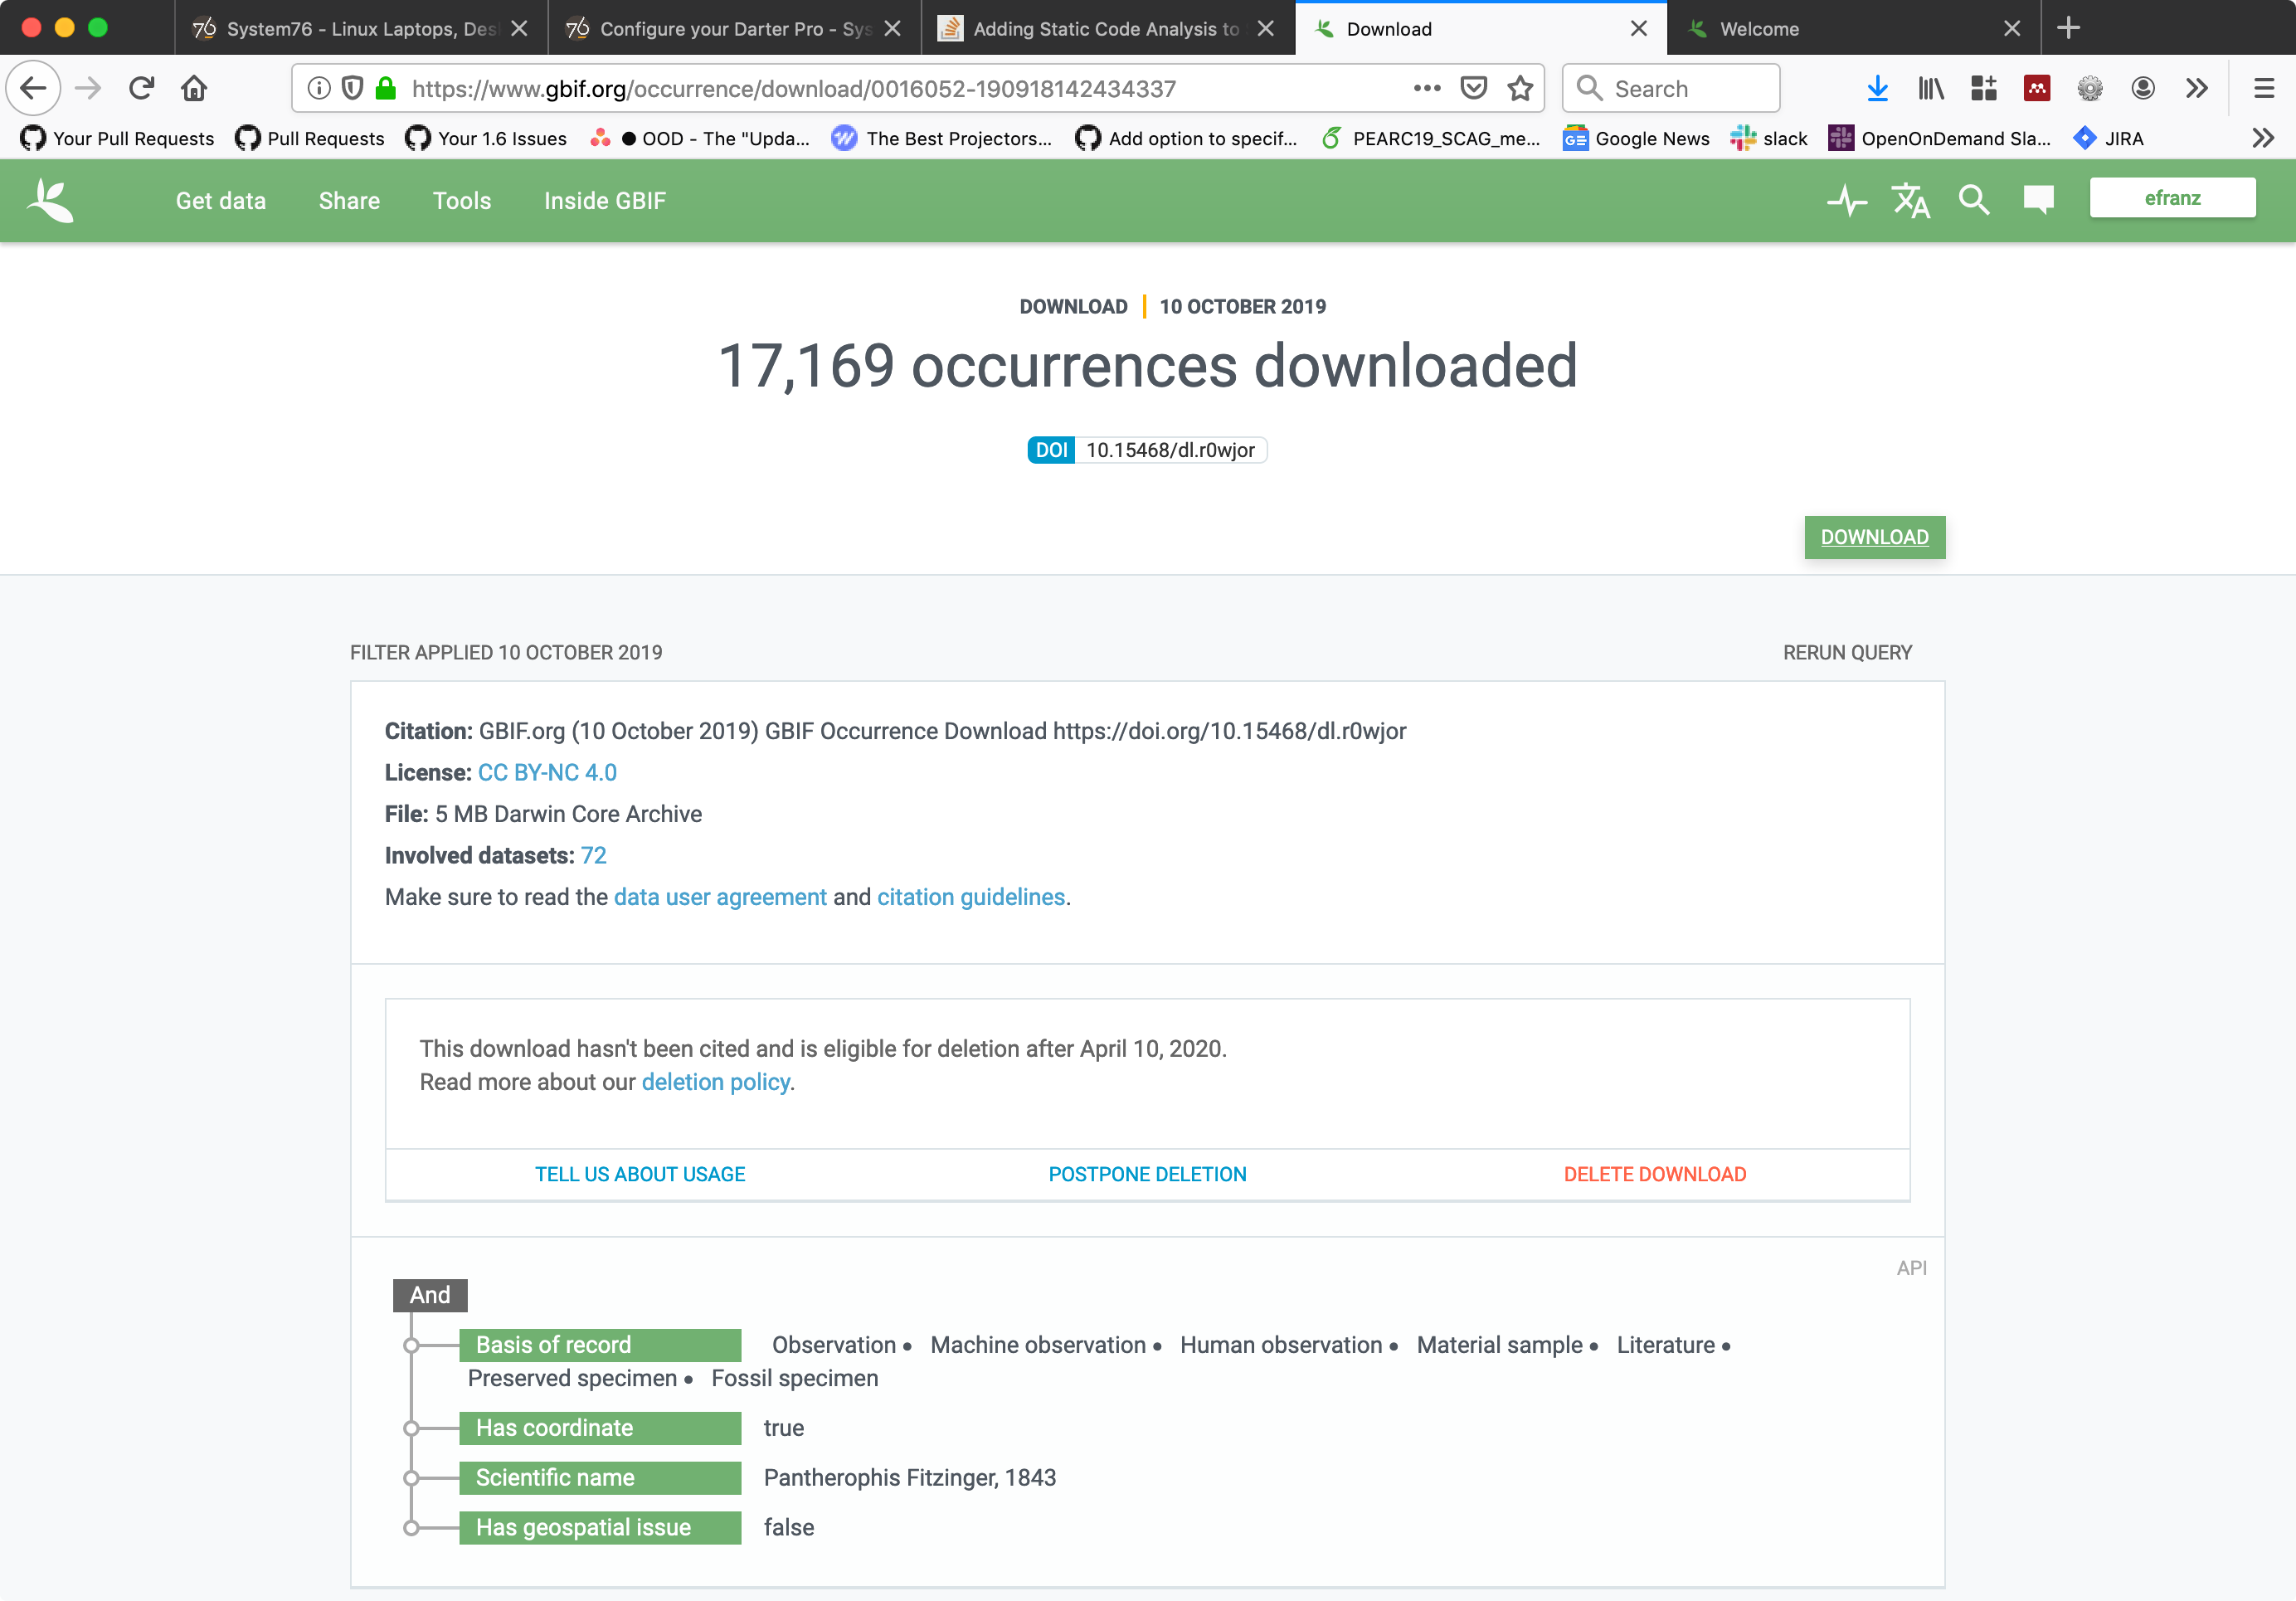 System76 - Linux Laptops, Des
Configure your Darter Pro - Sys
Adding Static Code Analysis to
Download
Welcome
https://www.gbif.org/occurrence/download/0016052-190918142434337
Search
Your Pull Requests
Pull Requests
Your 1.6 Issues
● OOD - The "Upda...
The Best Projectors...
Add option to specif...
PEARC19_SCAG_me...
Google News
slack
OpenOnDemand Sla...
JIRA
Get data
Share
Tools
Inside GBIF
efranz
DOWNLOAD | 10 OCTOBER 2019
17,169 occurrences downloaded
DOI 10.15468/dl.r0wjor
DOWNLOAD
FILTER APPLIED 10 OCTOBER 2019
RERUN QUERY
Citation: GBIF.org (10 October 2019) GBIF Occurrence Download https://doi.org/10.15468/dl.r0wjor
License: CC BY-NC 4.0
File: 5 MB Darwin Core Archive
Involved datasets: 72
Make sure to read the data user agreement and citation guidelines.
This download hasn't been cited and is eligible for deletion after April 10, 2020.
Read more about our deletion policy.
TELL US ABOUT USAGE
POSTPONE DELETION
DELETE DOWNLOAD
API
And
Basis of record Observation • Machine observation • Human observation • Material sample • Literature •
Preserved specimen • Fossil specimen
Has coordinate true
Scientific name Pantherophis Fitzinger, 1843
Has geospatial issue false